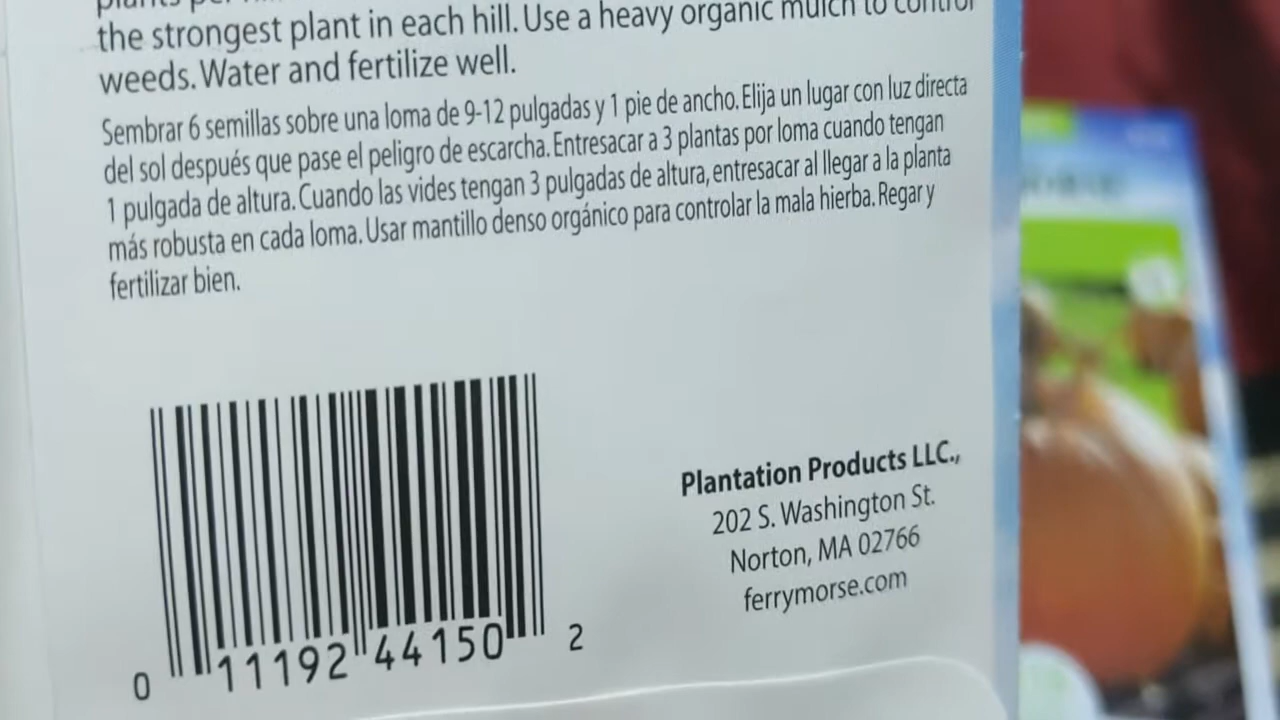 plants per
the strongest plant in each hill. Use a heavy organic mulch to control
weeds. Water and fertilize well.
Sembrar 6 semillas sobre una loma de 9-12 pulgadas y 1 pie de ancho. Elija un lugar con luz directa
del sol después que pase el peligro de escarcha. Entresacar a 3 plantas por loma cuando tengan
1 pulgada de altura. Cuando las vides tengan 3 pulgadas de altura, entresacar al llegar a la planta
más robusta en cada loma. Usar mantillo denso orgánico para controlar la mala hierba. Regar y
fertilizar bien.
Plantation Products LLC.,
202 S. Washington St.
Norton, MA 02766
ferrymorse.com
0 11192 44150 2